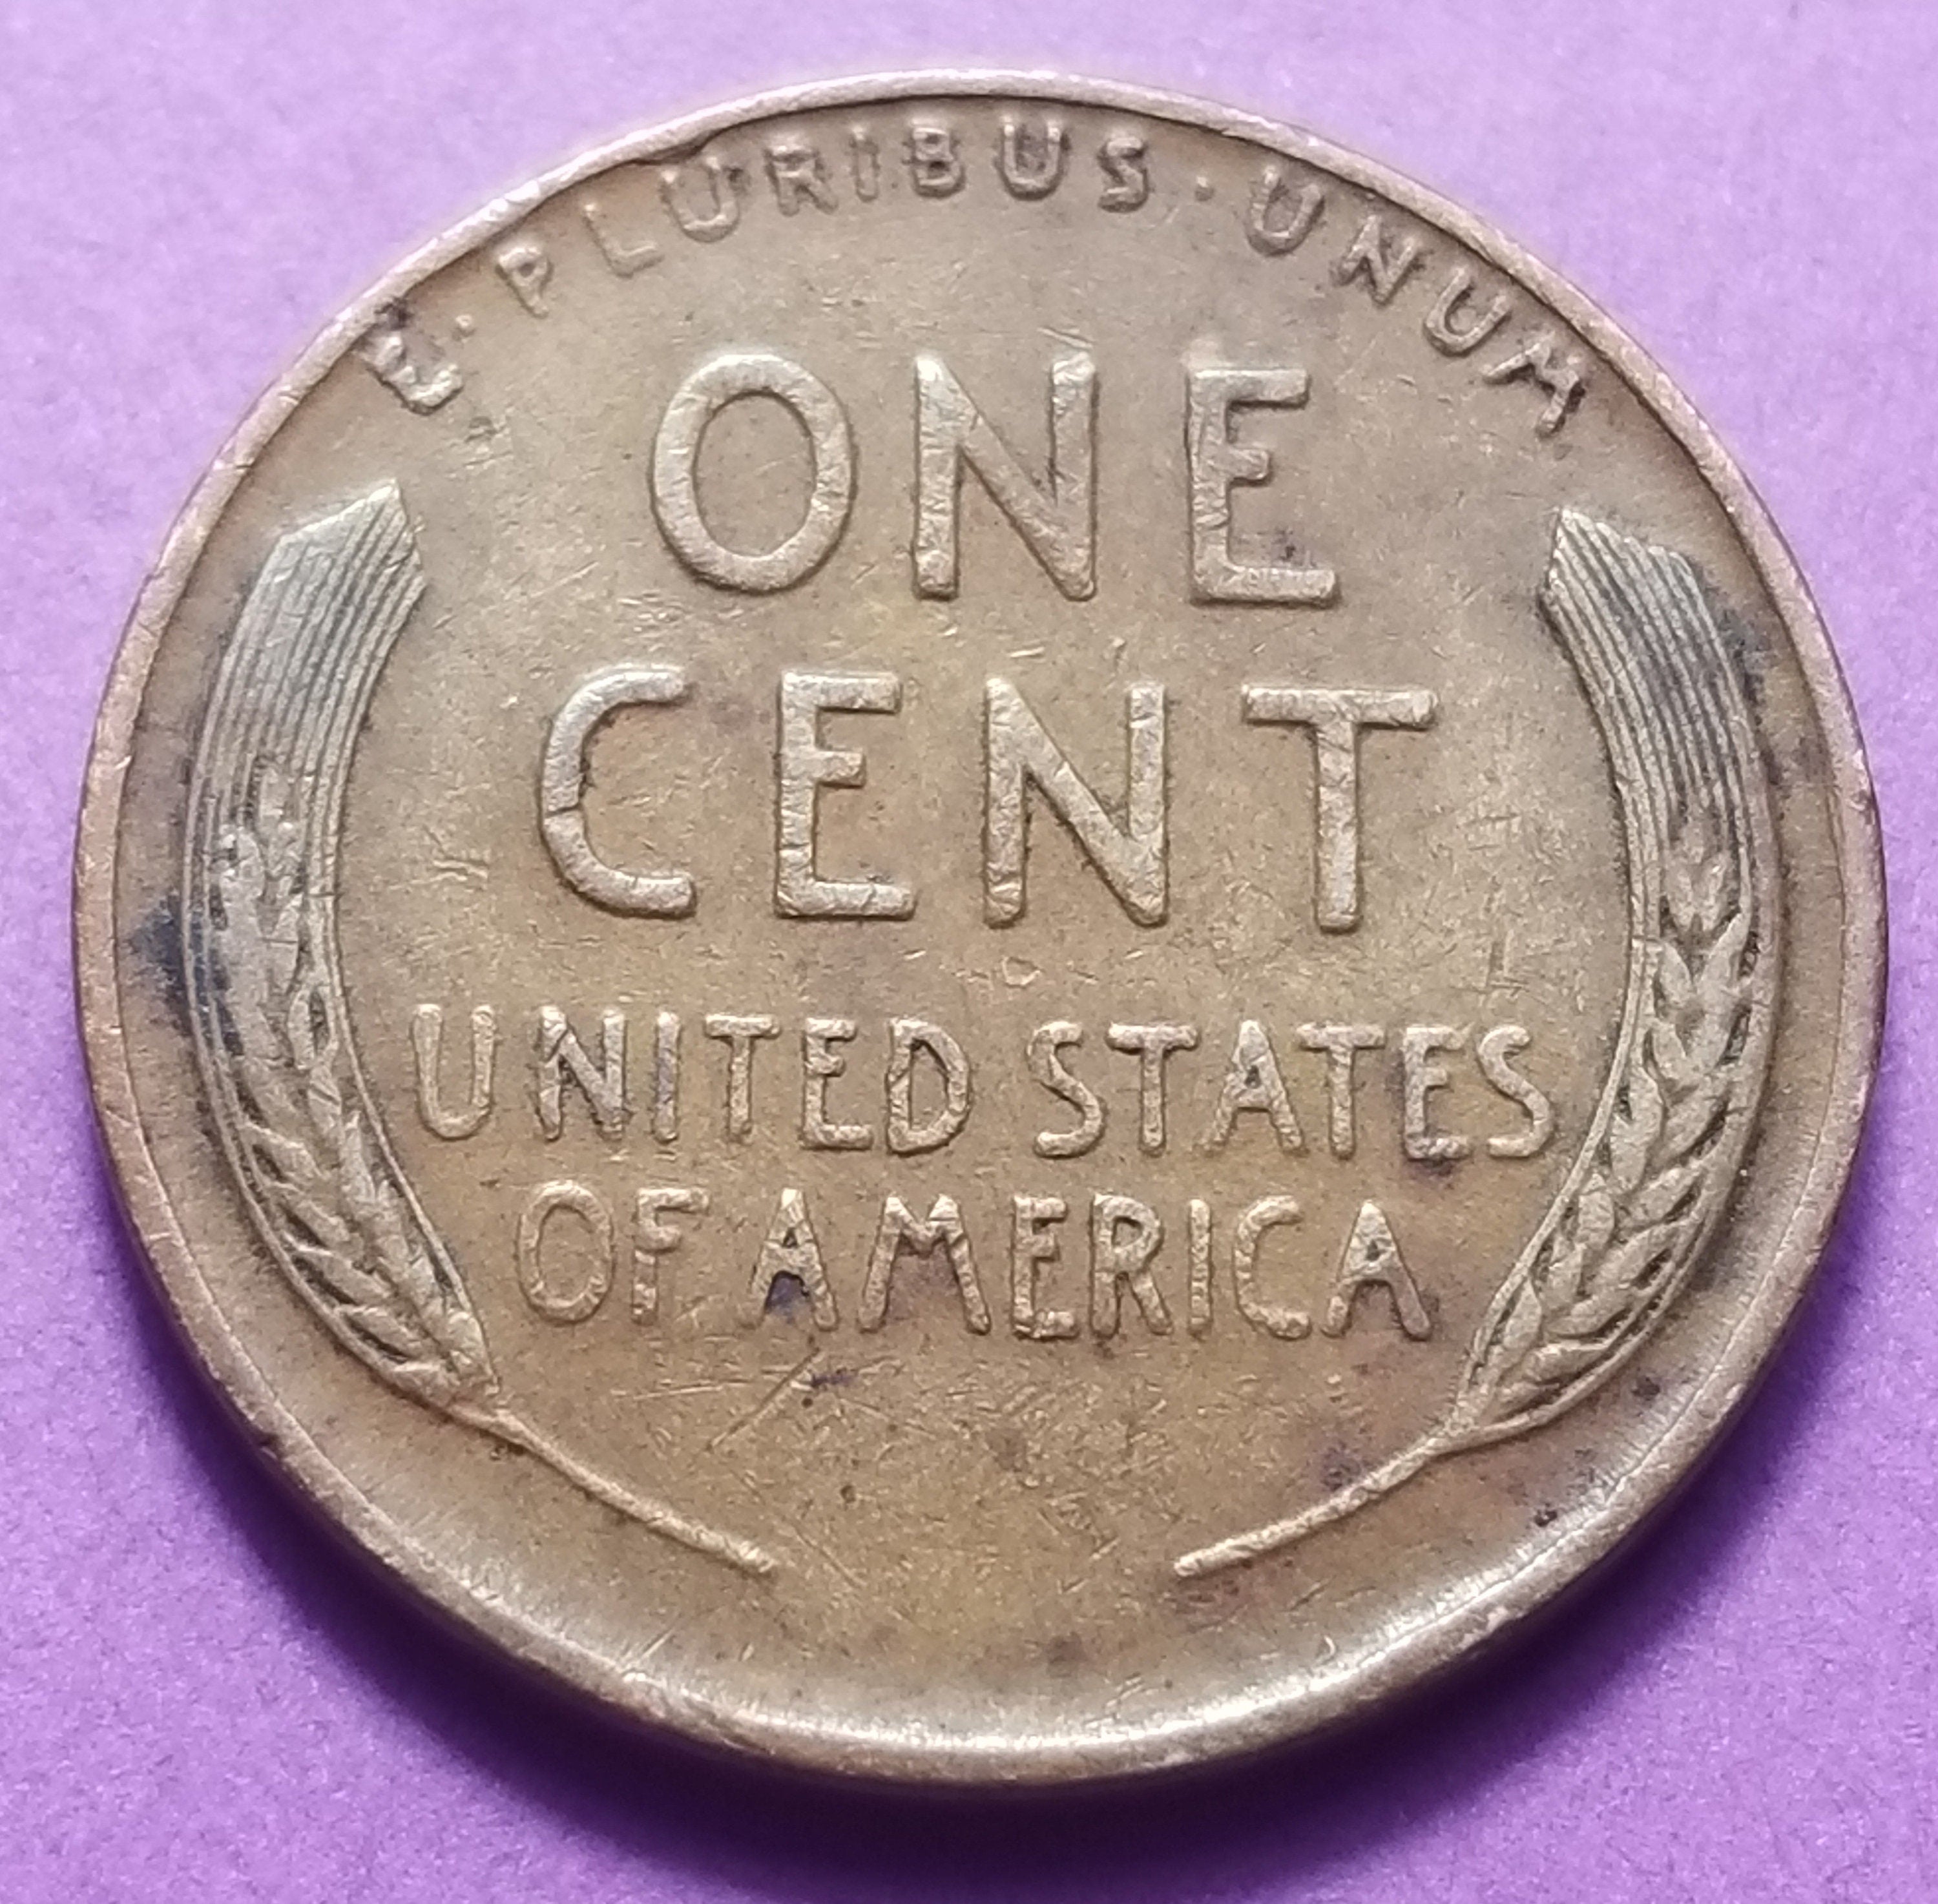 E·PLURIBUS·UNUM
ONE
CENT
UNITED STATES
OF AMERICA